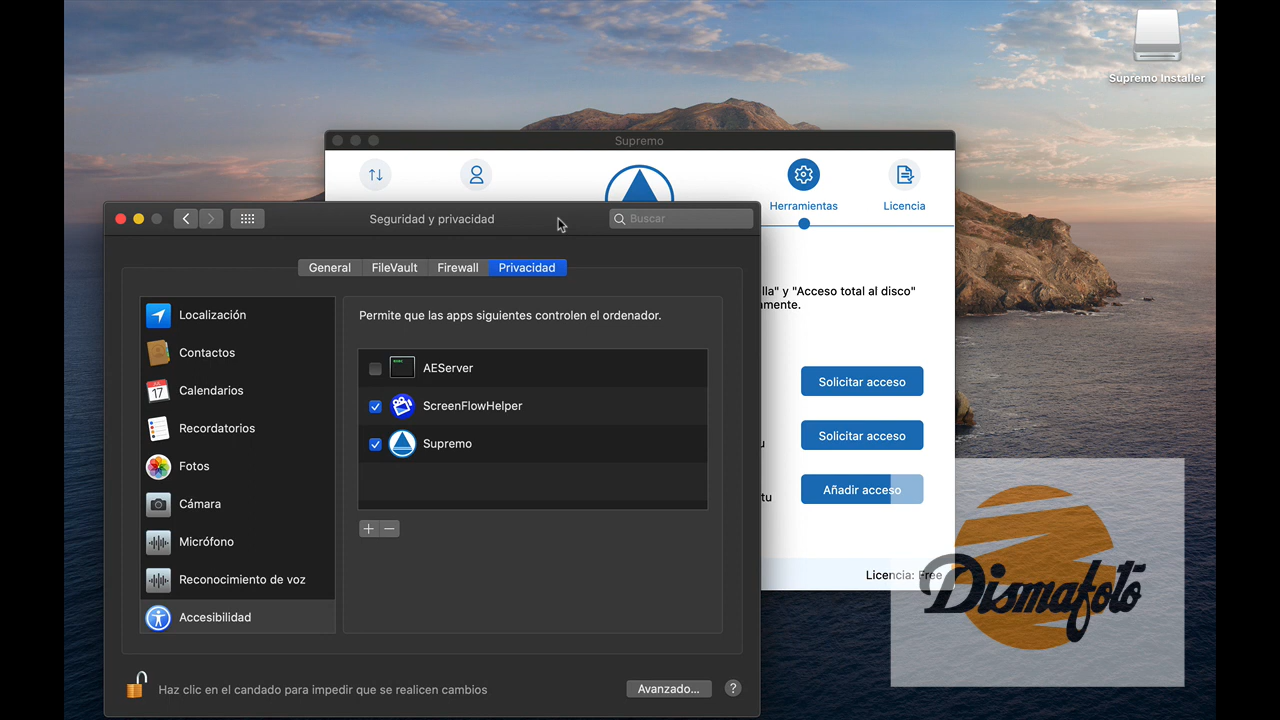 Supremo Installer
Supremo
Herramientas
Licencia
Seguridad y privacidad
Buscar
General
FileVault
Firewall
Privacidad
lla" y "Acceso total al disco"
amente.
17
Localización
Contactos
Calendarios
Recordatorios
Fotos
Cámara
Micrófono
Reconocimiento de voz
Accesibilidad
Permite que las apps siguientes controlen el ordenador.
AEServer
ScreenFlowHelper
Supremo
Solicitar acceso
Solicitar acceso
u
Añadir acceso
tu
Licencia: Free
Dismafoto
Haz clic en el candado para impedir que se realicen cambios
Avanzado...
?